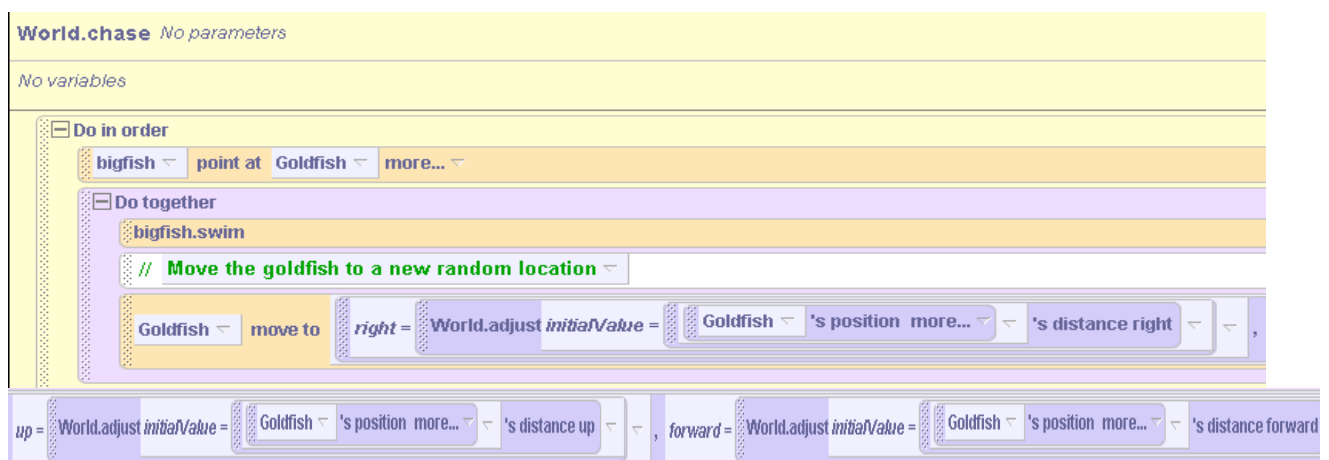 World.chase No parameters
No variables
Do in order
bigfish point at Goldfish more...
Do together
bigfish.swim
// Move the goldfish to a new random location
Goldfish move to right = World.adjust initialValue = Goldfish 's position more... 's distance right ,
up = World.adjust initialValue = Goldfish 's position more... 's distance up , forward = World.adjust initialValue = Goldfish 's position more... 's distance forward